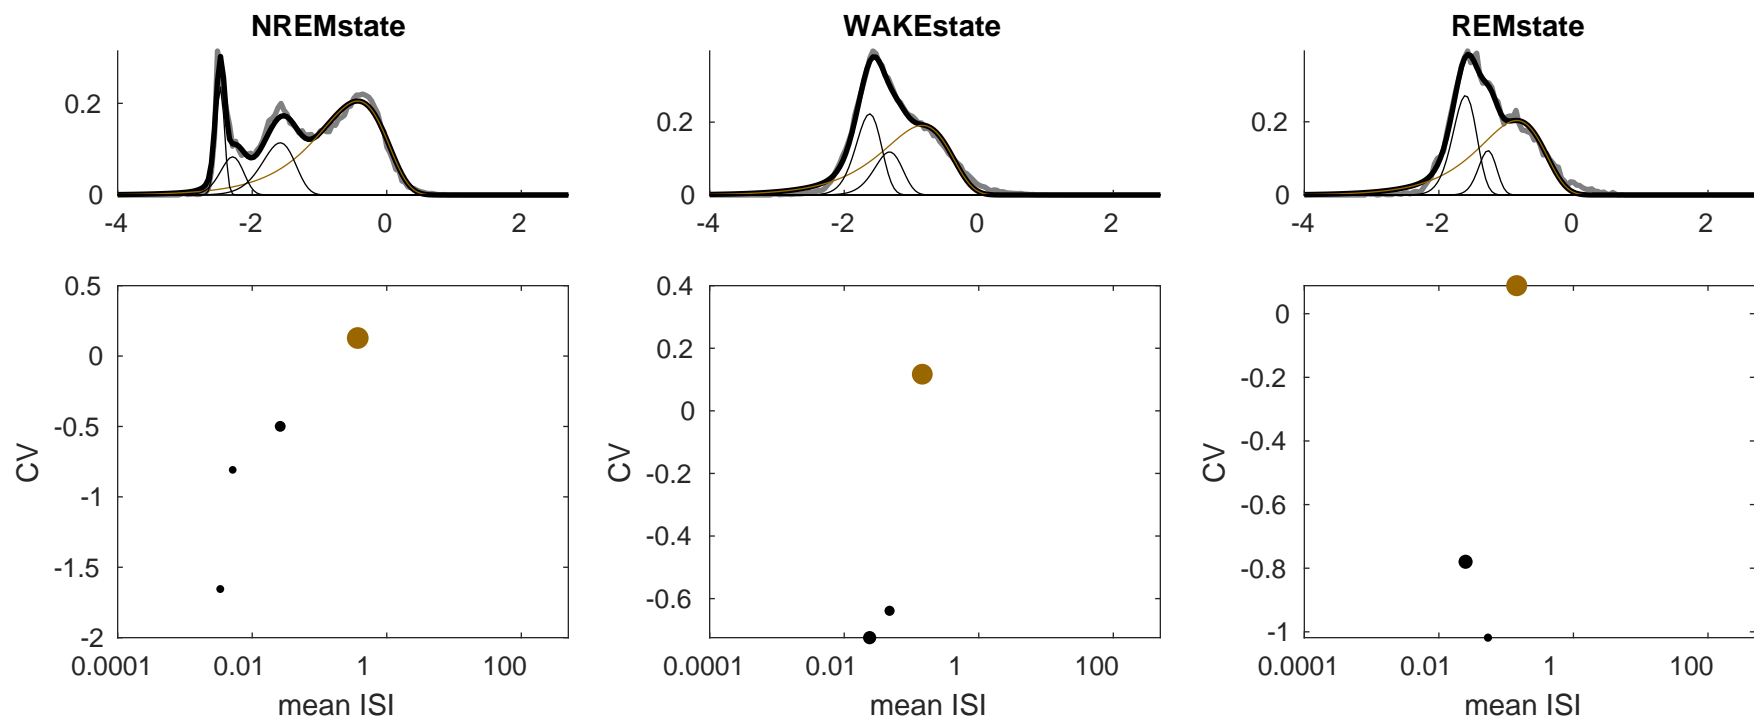 NREMstate WAKEstate REMstate
0.2 0.2 0.2
0 0 0
-4 -2 0 2 -4 -2 0 2 -4 -2 0 2
0.5
0
-0.5
-1
-1.5
-2
CV
0.0001 0.01 1 100
mean ISI
0.4
0.2
0
-0.2
-0.4
-0.6
CV
0.0001 0.01 1 100
mean ISI
0
-0.2
-0.4
-0.6
-0.8
-1
CV
0.0001 0.01 1 100
mean ISI